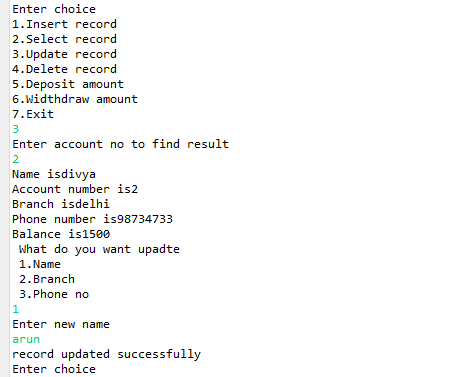 Enter choice
1.Insert record
2.Select record
3.Update record
4.Delete record
5.Deposit amount
6.Widthdraw amount
7.Exit
3
Enter account no to find result
2
Name isdivya
Account number is2
Branch isdelhi
Phone number is98734733
Balance is1500
 What do you want upadte
 1.Name
 2.Branch
 3.Phone no
1
Enter new name
arun
record updated successfully
Enter choice